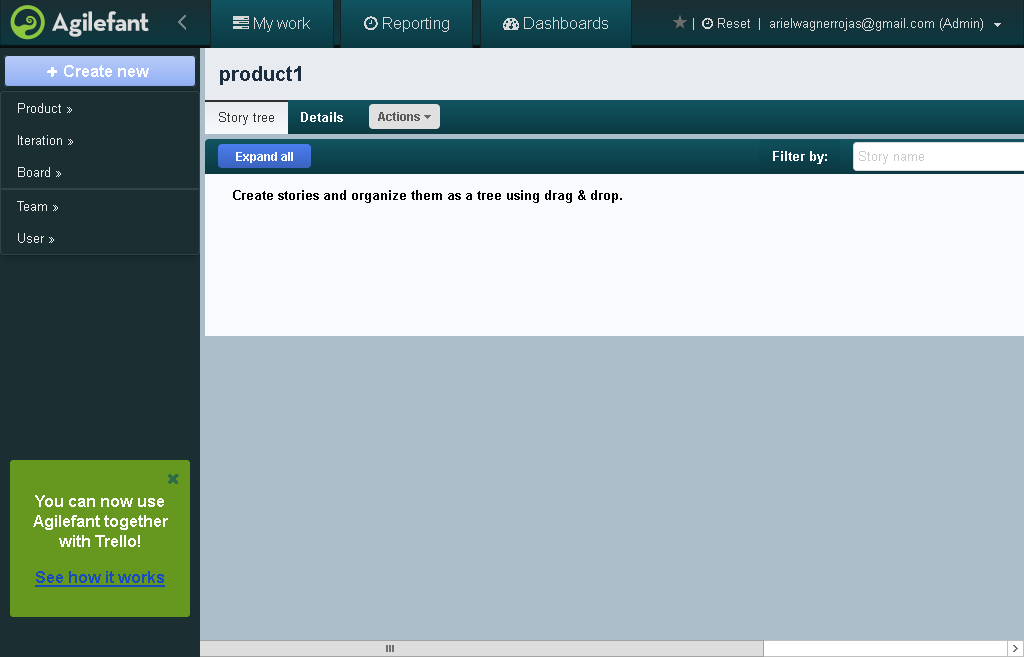 Agilefant
My work
Reporting
Dashboards
| Reset | arielwagnerrojas@gmail.com (Admin)
+ Create new
Product »
Iteration »
Board »
Team »
User »
product1
Story tree
Details
Actions
Expand all
Filter by:
Story name
Create stories and organize them as a tree using drag & drop.
You can now use
Agilefant together
with Trello!
See how it works